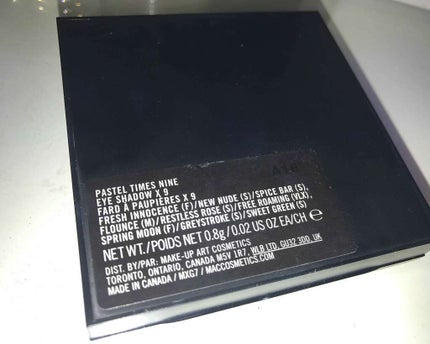 A16
PASTEL TIMES NINE
EYE SHADOW X 9
FARD À PAUPIÈRES X 9
FRESH INNOCENCE (F)/NEW NUDE (S)/SPICE BAR (S),
FLOUNCE (M)/RESTLESS ROSE (S)/FREE ROAMING (VLX),
SPRING MOON (F)/GREYSTROKE (S)/SWEET GREEN (S)
NET WT./POIDS NET 0.8g/0.02 US OZ EA/CH ℮
DIST. BY/PAR: MAKE-UP ART COSMETICS
TORONTO, ONTARIO, CANADA M5V 1R7, WLB LTD, GU32 3DD, UK
MADE IN CANADA / MXG7 / MACCOSMETICS.COM